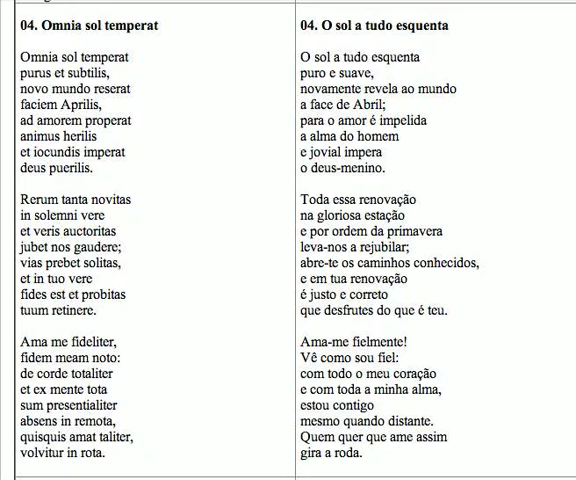 04. Omnia sol temperat
Omnia sol temperat
purus et subtilis,
novo mundo reserat
faciem Aprilis,
ad amorem properat
animus herilis
et iocundis imperat
deus puerilis.
Rerum tanta novitas
in solemni vere
et veris auctoritas
jubet nos gaudere;
vias prebet solitas,
et in tuo vere
fides est et probitas
tuum retinere.
Ama me fideliter,
fidem meam noto:
de corde totaliter
et ex mente tota
sum presentialiter
absens in remota,
quisquis amat taliter,
volvitur in rota.
04. O sol a tudo esquenta
O sol a tudo esquenta
puro e suave,
novamente revela ao mundo
a face de Abril;
para o amor é impelida
a alma do homem
e jovial impera
o deus-menino.
Toda essa renovação
na gloriosa estação
e por ordem da primavera
leva-nos a rejubilar;
abre-te os caminhos conhecidos,
e em tua renovação
é justo e correto
que desfrutes do que é teu.
Ama-me fielmente!
Vê como sou fiel:
com todo o meu coração
e com toda a minha alma,
estou contigo
mesmo quando distante.
Quem quer que ame assim
gira a roda.